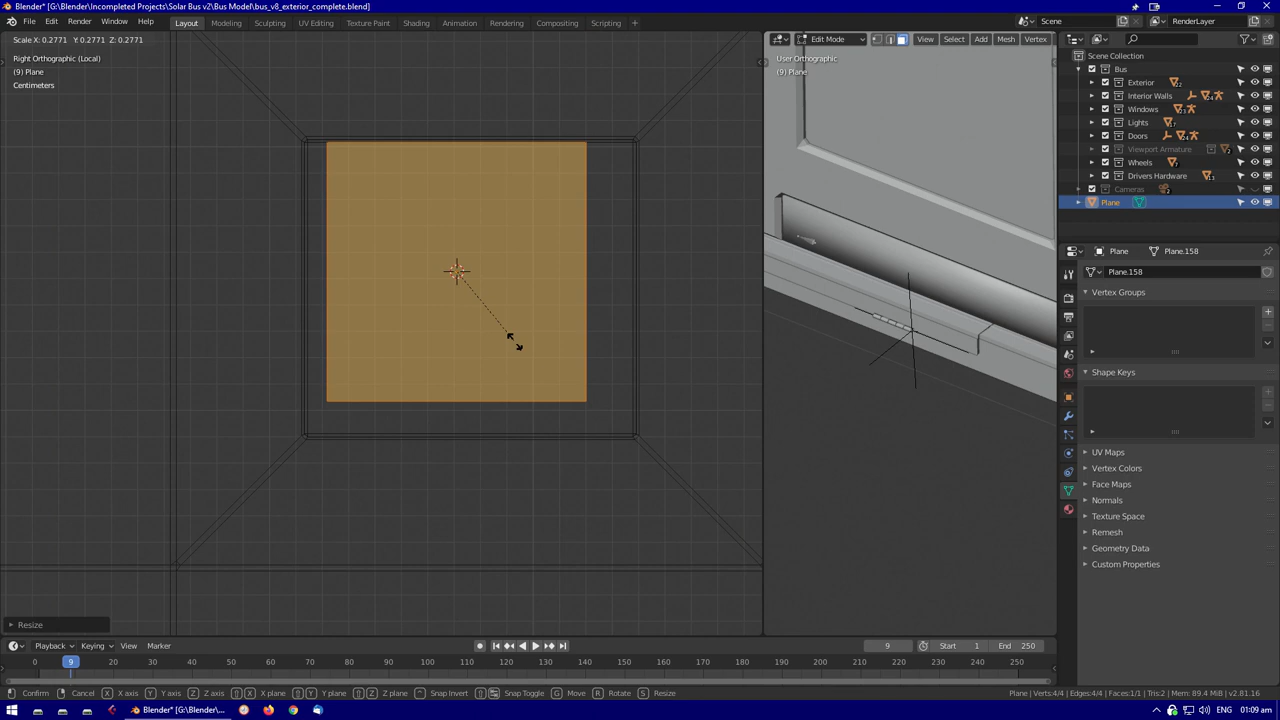 Blender* [G:\Blender\Incompleted Projects\Solar Bus v2\Bus Model\bus_v8_exterior_complete.blend]
File Edit Render Window Help Layout Modeling Sculpting UV Editing Texture Paint Shading Animation Rendering Compositing Scripting + Scene RenderLayer
Scale X: 0.2771 Y: 0.2771 Z: 0.2771
Edit Mode View Select Add Mesh Vertex
Right Orthographic (Local)
(9) Plane
Centimeters
User Orthographic
(9) Plane
Scene Collection
Bus
Exterior
Interior Walls
Windows
Lights
Doors
Viewport Armature
Wheels
Drivers Hardware
Cameras
Plane
Plane Plane.158
Plane.158
Vertex Groups
Shape Keys
UV Maps
Vertex Colors
Face Maps
Normals
Texture Space
Remesh
Geometry Data
Custom Properties
Resize
Playback Keying View Marker 9 Start 1 End 250
0 9 20 30 40 50 60 70 80 90 100 110 120 130 140 150 160 170 180 190 200 210 220 230 240 250
Confirm Cancel X X axis Y Y axis Z Z axis X X plane Y Y plane Z Z plane Snap Invert Snap Toggle G Move R Rotate S Resize Plane | Verts:4/4 | Edges:4/4 | Faces:1/1 | Tris:2 | Mem: 89.4 MiB | v2.81.16
Blender* [G:\Blend... ENG 01:09 am